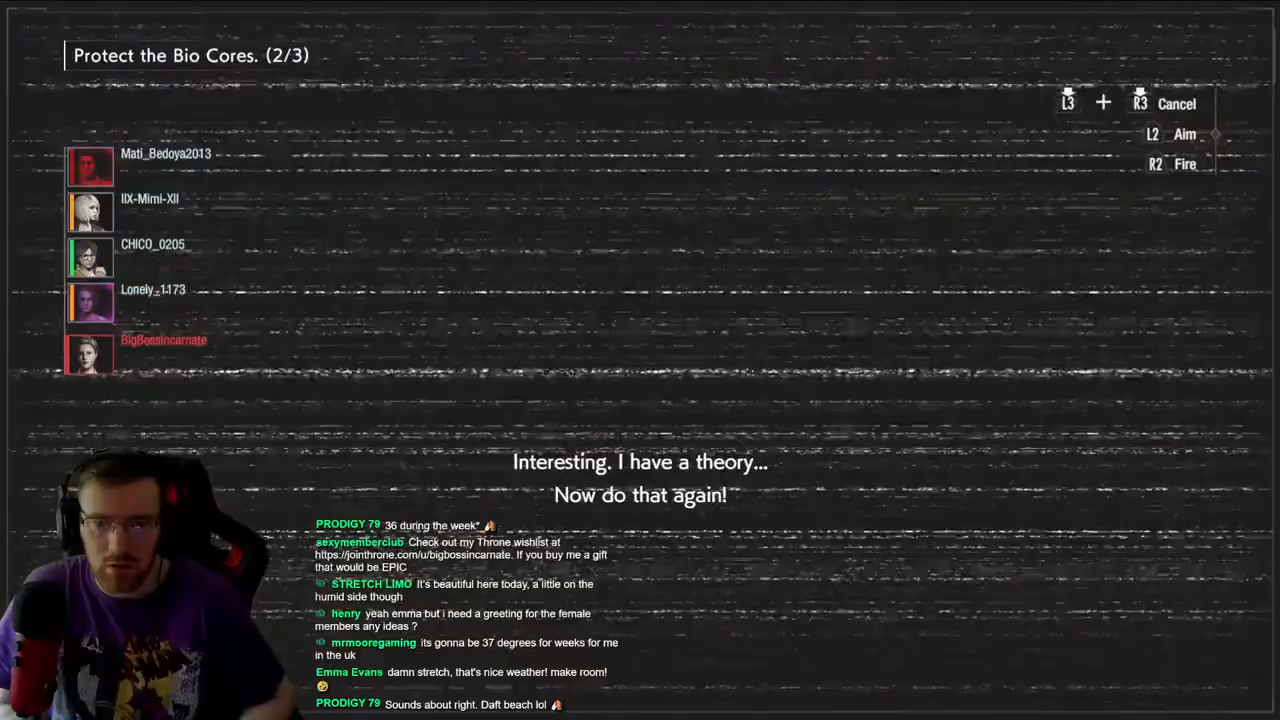 Protect the Bio Cores. (2/3)
L3 + R3 Cancel
L2 Aim
R2 Fire
Mati_Bedoya2013
IIX-Mimi-XII
CHICO_0205
Lonely_1173
BigBossIncarnate
Interesting. I have a theory...
Now do that again!
PRODIGY 79 36 during the week*
sexymemberclub Check out my Throne wishlist at
https://jointhrone.com/u/bigbossincarnate. If you buy me a gift
that would be EPIC
STRETCH LIMO It's beautiful here today, a little on the
humid side though
henry yeah emma but i need a greeting for the female
members any ideas ?
mrmooregaming its gonna be 37 degrees for weeks for me
in the uk
Emma Evans damn stretch, that's nice weather! make room!
PRODIGY 79 Sounds about right. Daft beach lol